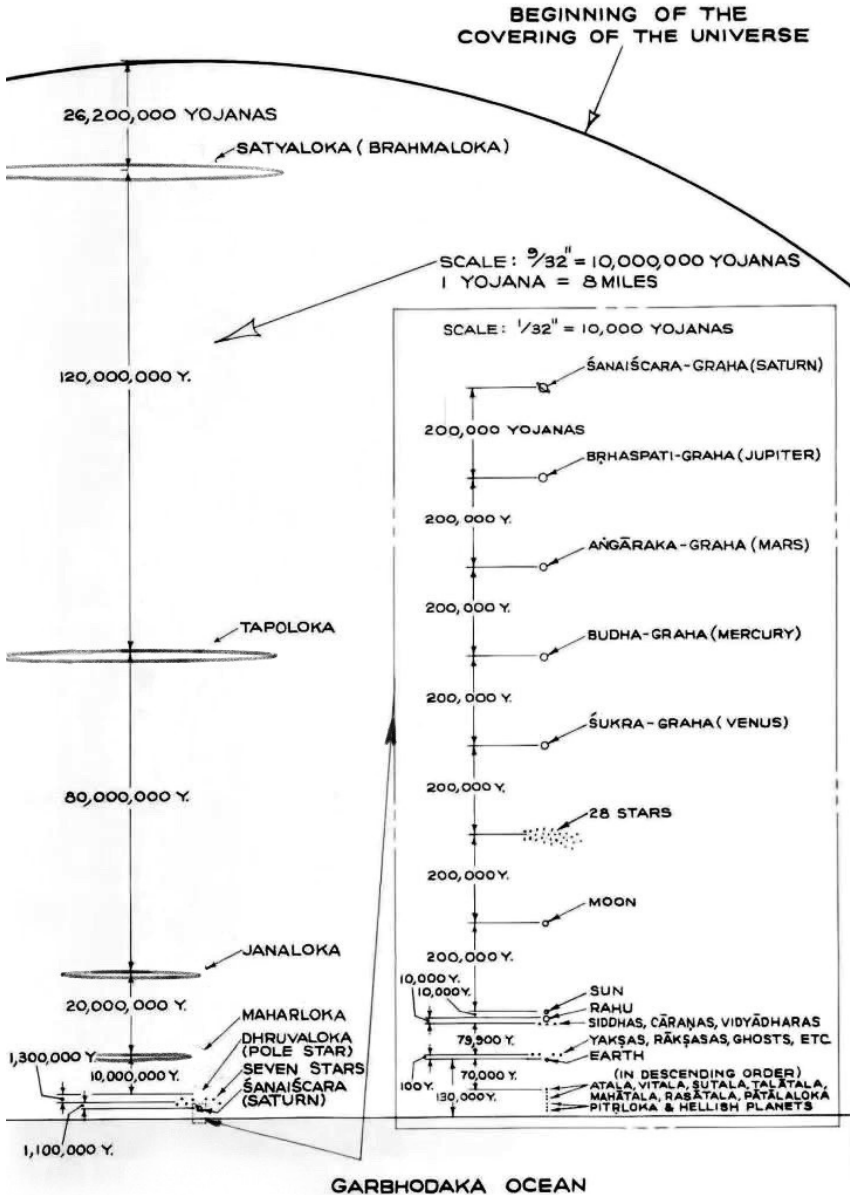 BEGINNING OF THE
COVERING OF THE UNIVERSE
26,200,000 YOJANAS
SATYALOKA (BRAHMALOKA)
SCALE: 9/32" = 10,000,000 YOJANAS
1 YOJANA = 8 MILES
120,000,000 Y.
TAPOLOKA
80,000,000 Y.
JANALOKA
20,000,000 Y.
MAHARLOKA
DHRUVALOKA
(POLE STAR)
1,300,000 Y.
10,000,000 Y.
SEVEN STARS
ŚANAIŚCARA
(SATURN)
1,100,000 Y.
SCALE: 1/32" = 10,000 YOJANAS
ŚANAIŚCARA-GRAHA (SATURN)
200,000 YOJANAS
BṚHASPATI-GRAHA (JUPITER)
200,000 Y.
AṄGĀRAKA-GRAHA (MARS)
200,000 Y.
BUDHA-GRAHA (MERCURY)
200,000 Y.
ŚUKRA-GRAHA (VENUS)
200,000 Y.
28 STARS
200,000 Y.
MOON
200,000 Y.
10,000 Y.
10,000 Y.
SUN
RAHU
SIDDHAS, CĀRAṆAS, VIDYĀDHARAS
79,900 Y.
YAKṢAS, RĀKṢASAS, GHOSTS, ETC.
EARTH
100 Y.
70,000 Y.
130,000 Y.
(IN DESCENDING ORDER)
ATALA, VITALA, SUTALA, TALĀTALA,
MAHĀTALA, RASĀTALA, PĀTĀLALOKA
PITṚLOKA & HELLISH PLANETS
GARBHODAKA OCEAN